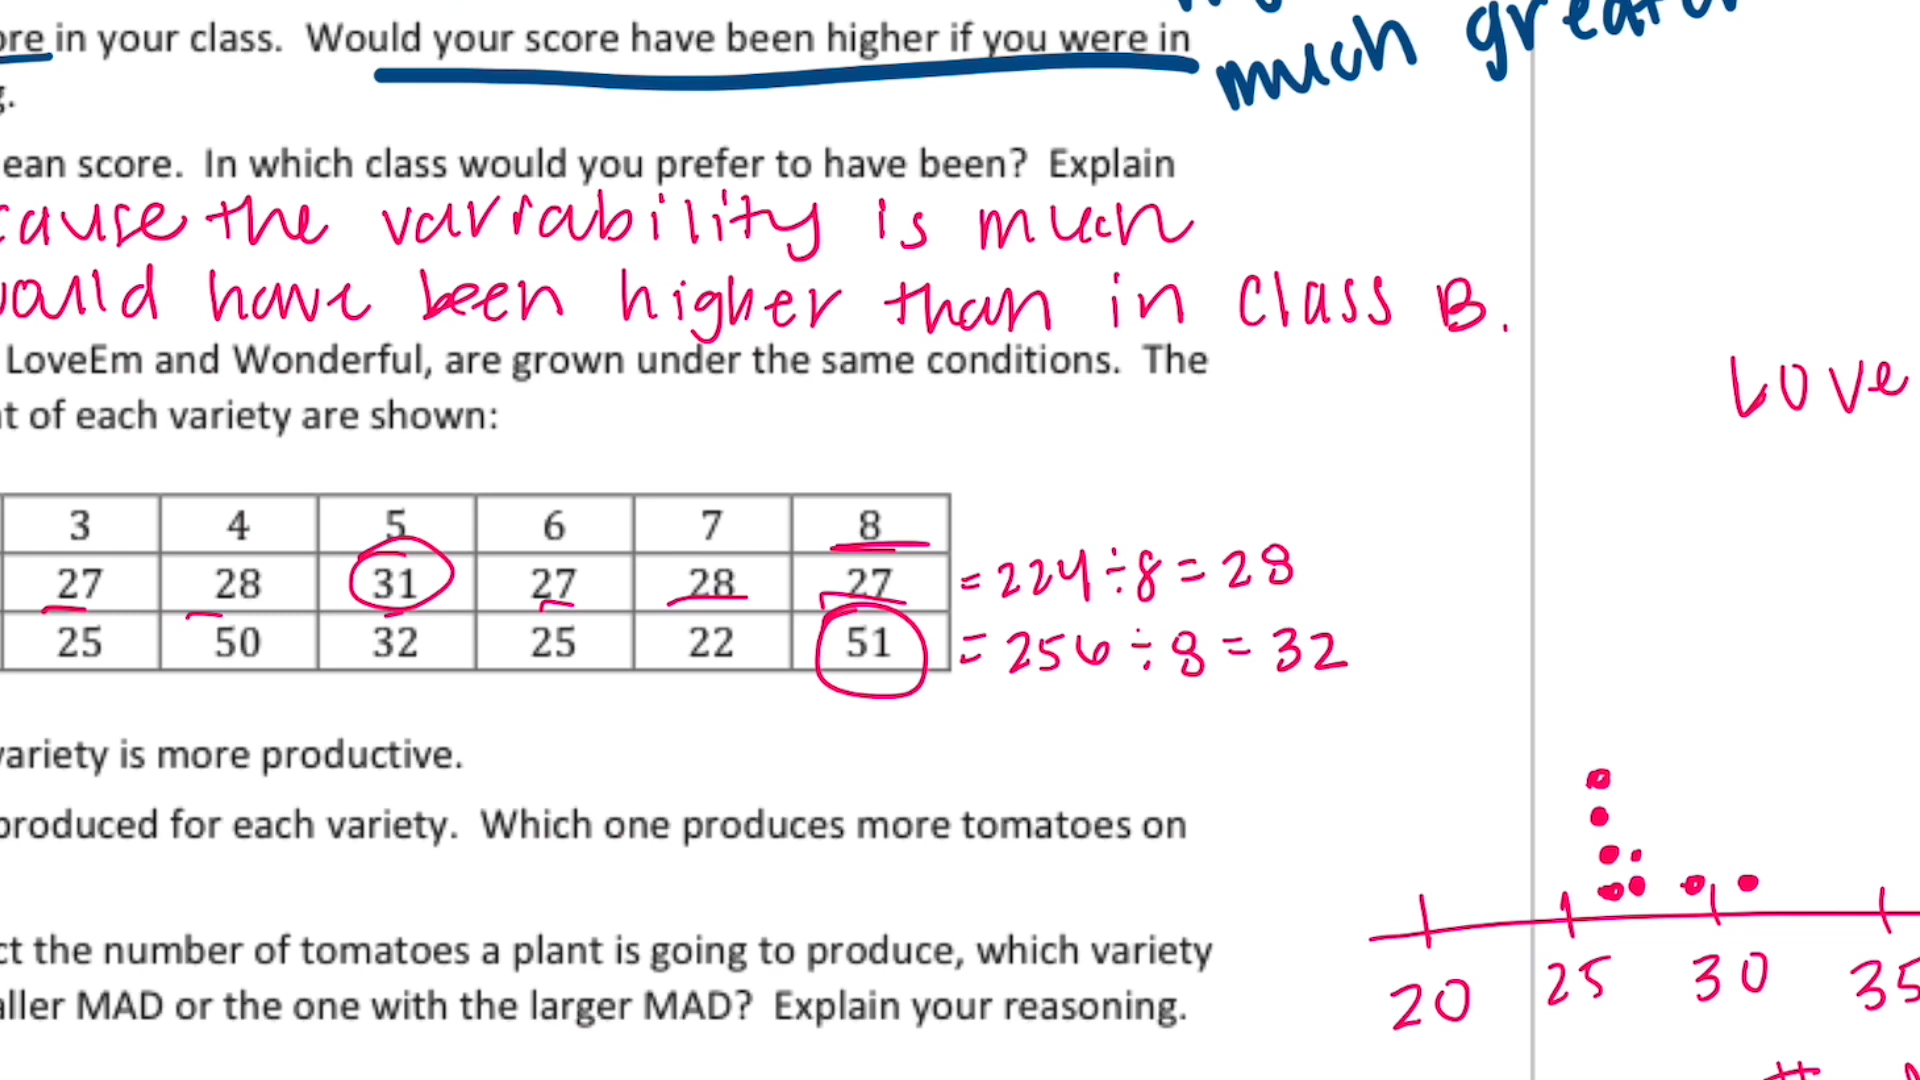 ore in your class. Would your score have been higher if you were in
much greater
g.
ean score. In which class would you prefer to have been? Explain
cause the variability is much
would have been higher than in class B.
LoveEm and Wonderful, are grown under the same conditions. The
nt of each variety are shown:
Love
3 4 5 6 7 8
27 28 31 27 28 27 = 224 ÷ 8 = 28
25 50 32 25 22 51 = 256 ÷ 8 = 32
variety is more productive.
produced for each variety. Which one produces more tomatoes on
ct the number of tomatoes a plant is going to produce, which variety
aller MAD or the one with the larger MAD? Explain your reasoning.
20 25 30 35
#